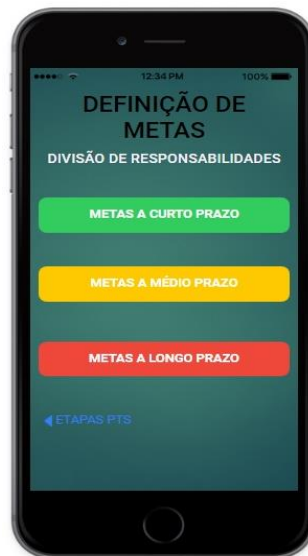 12:34 PM 100%
DEFINIÇÃO DE
METAS
DIVISÃO DE RESPONSABILIDADES
METAS A CURTO PRAZO
METAS A MÉDIO PRAZO
METAS A LONGO PRAZO
ETAPAS PTS